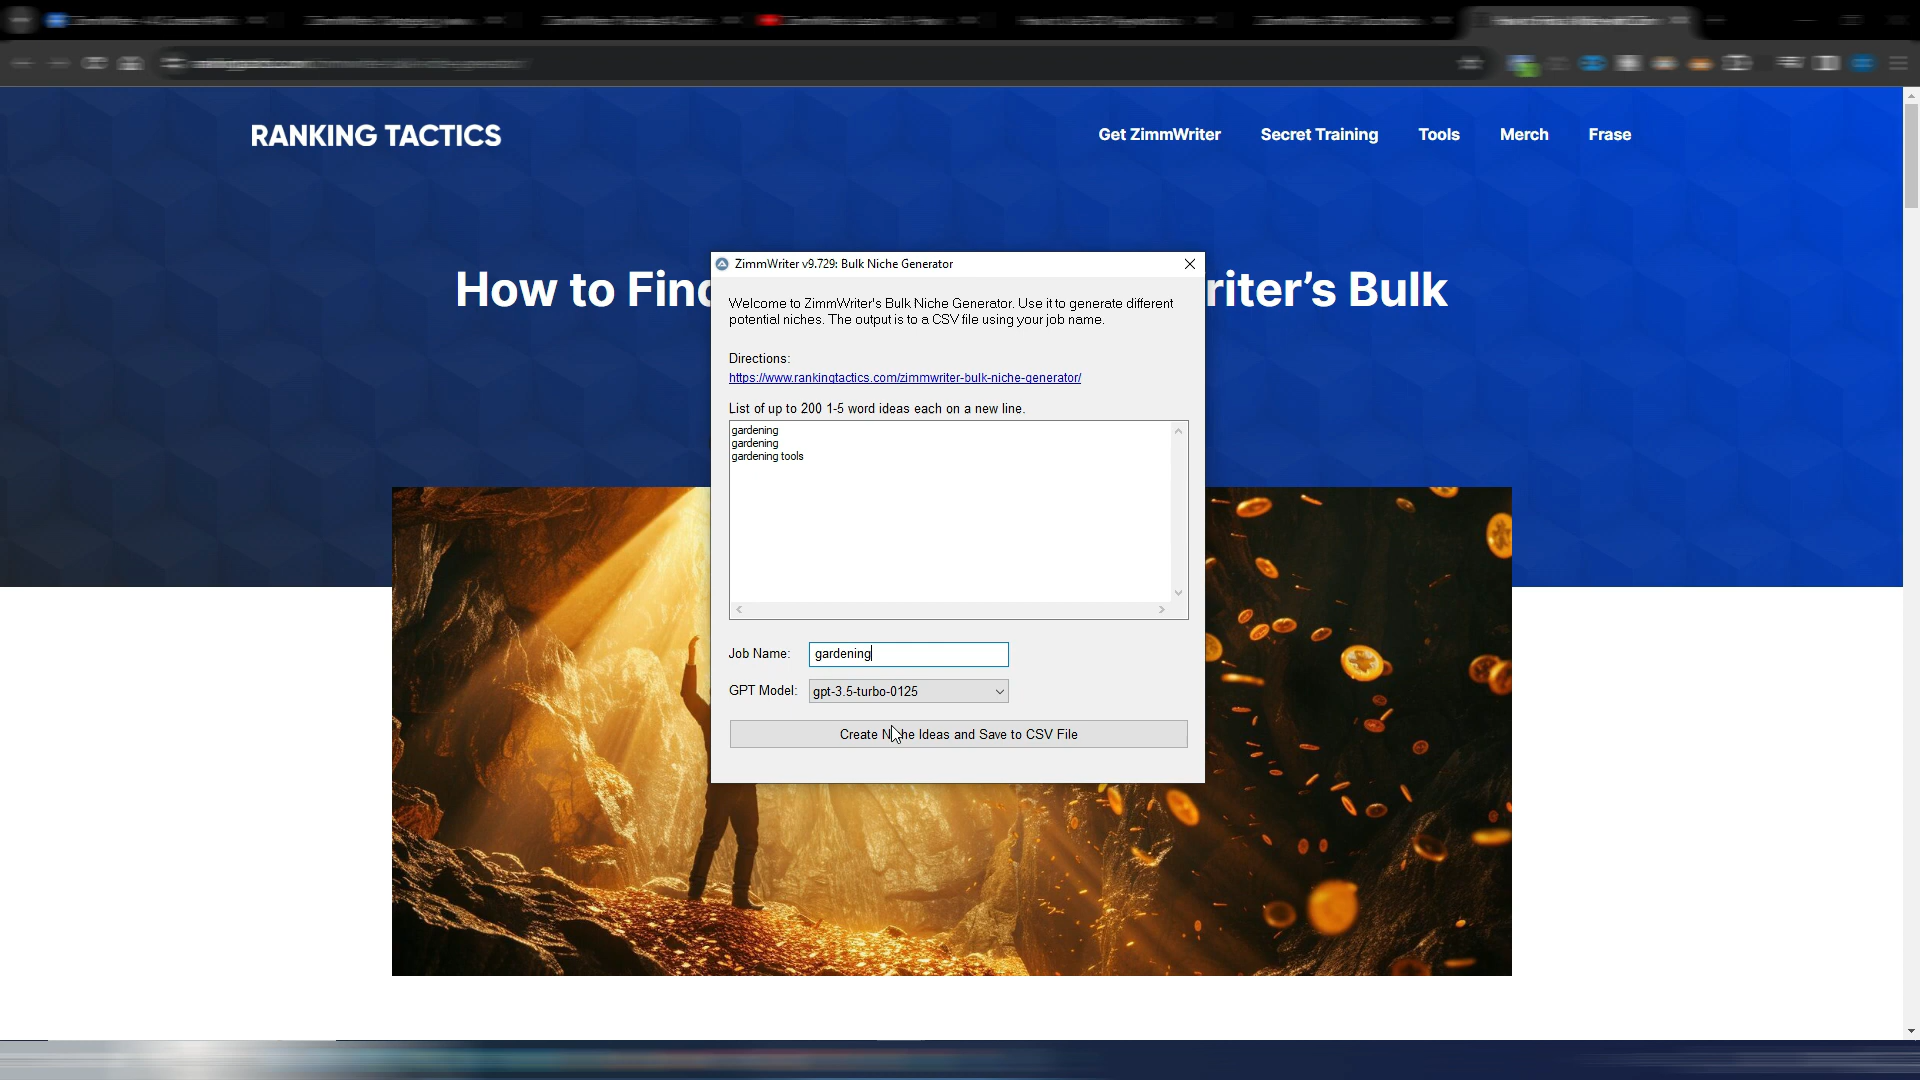 RANKING TACTICS
Get ZimmWriter
Secret Training
Tools
Merch
Frase
How to Find
riter's Bulk
ZimmWriter v9.729: Bulk Niche Generator
Welcome to ZimmWriter's Bulk Niche Generator. Use it to generate different
potential niches. The output is to a CSV file using your job name.
Directions:
https://www.rankingtactics.com/zimmwriter-bulk-niche-generator/
List of up to 200 1-5 word ideas each on a new line.
gardening
gardening
gardening tools
Job Name: gardening
GPT Model: gpt-3.5-turbo-0125
Create Niche Ideas and Save to CSV File